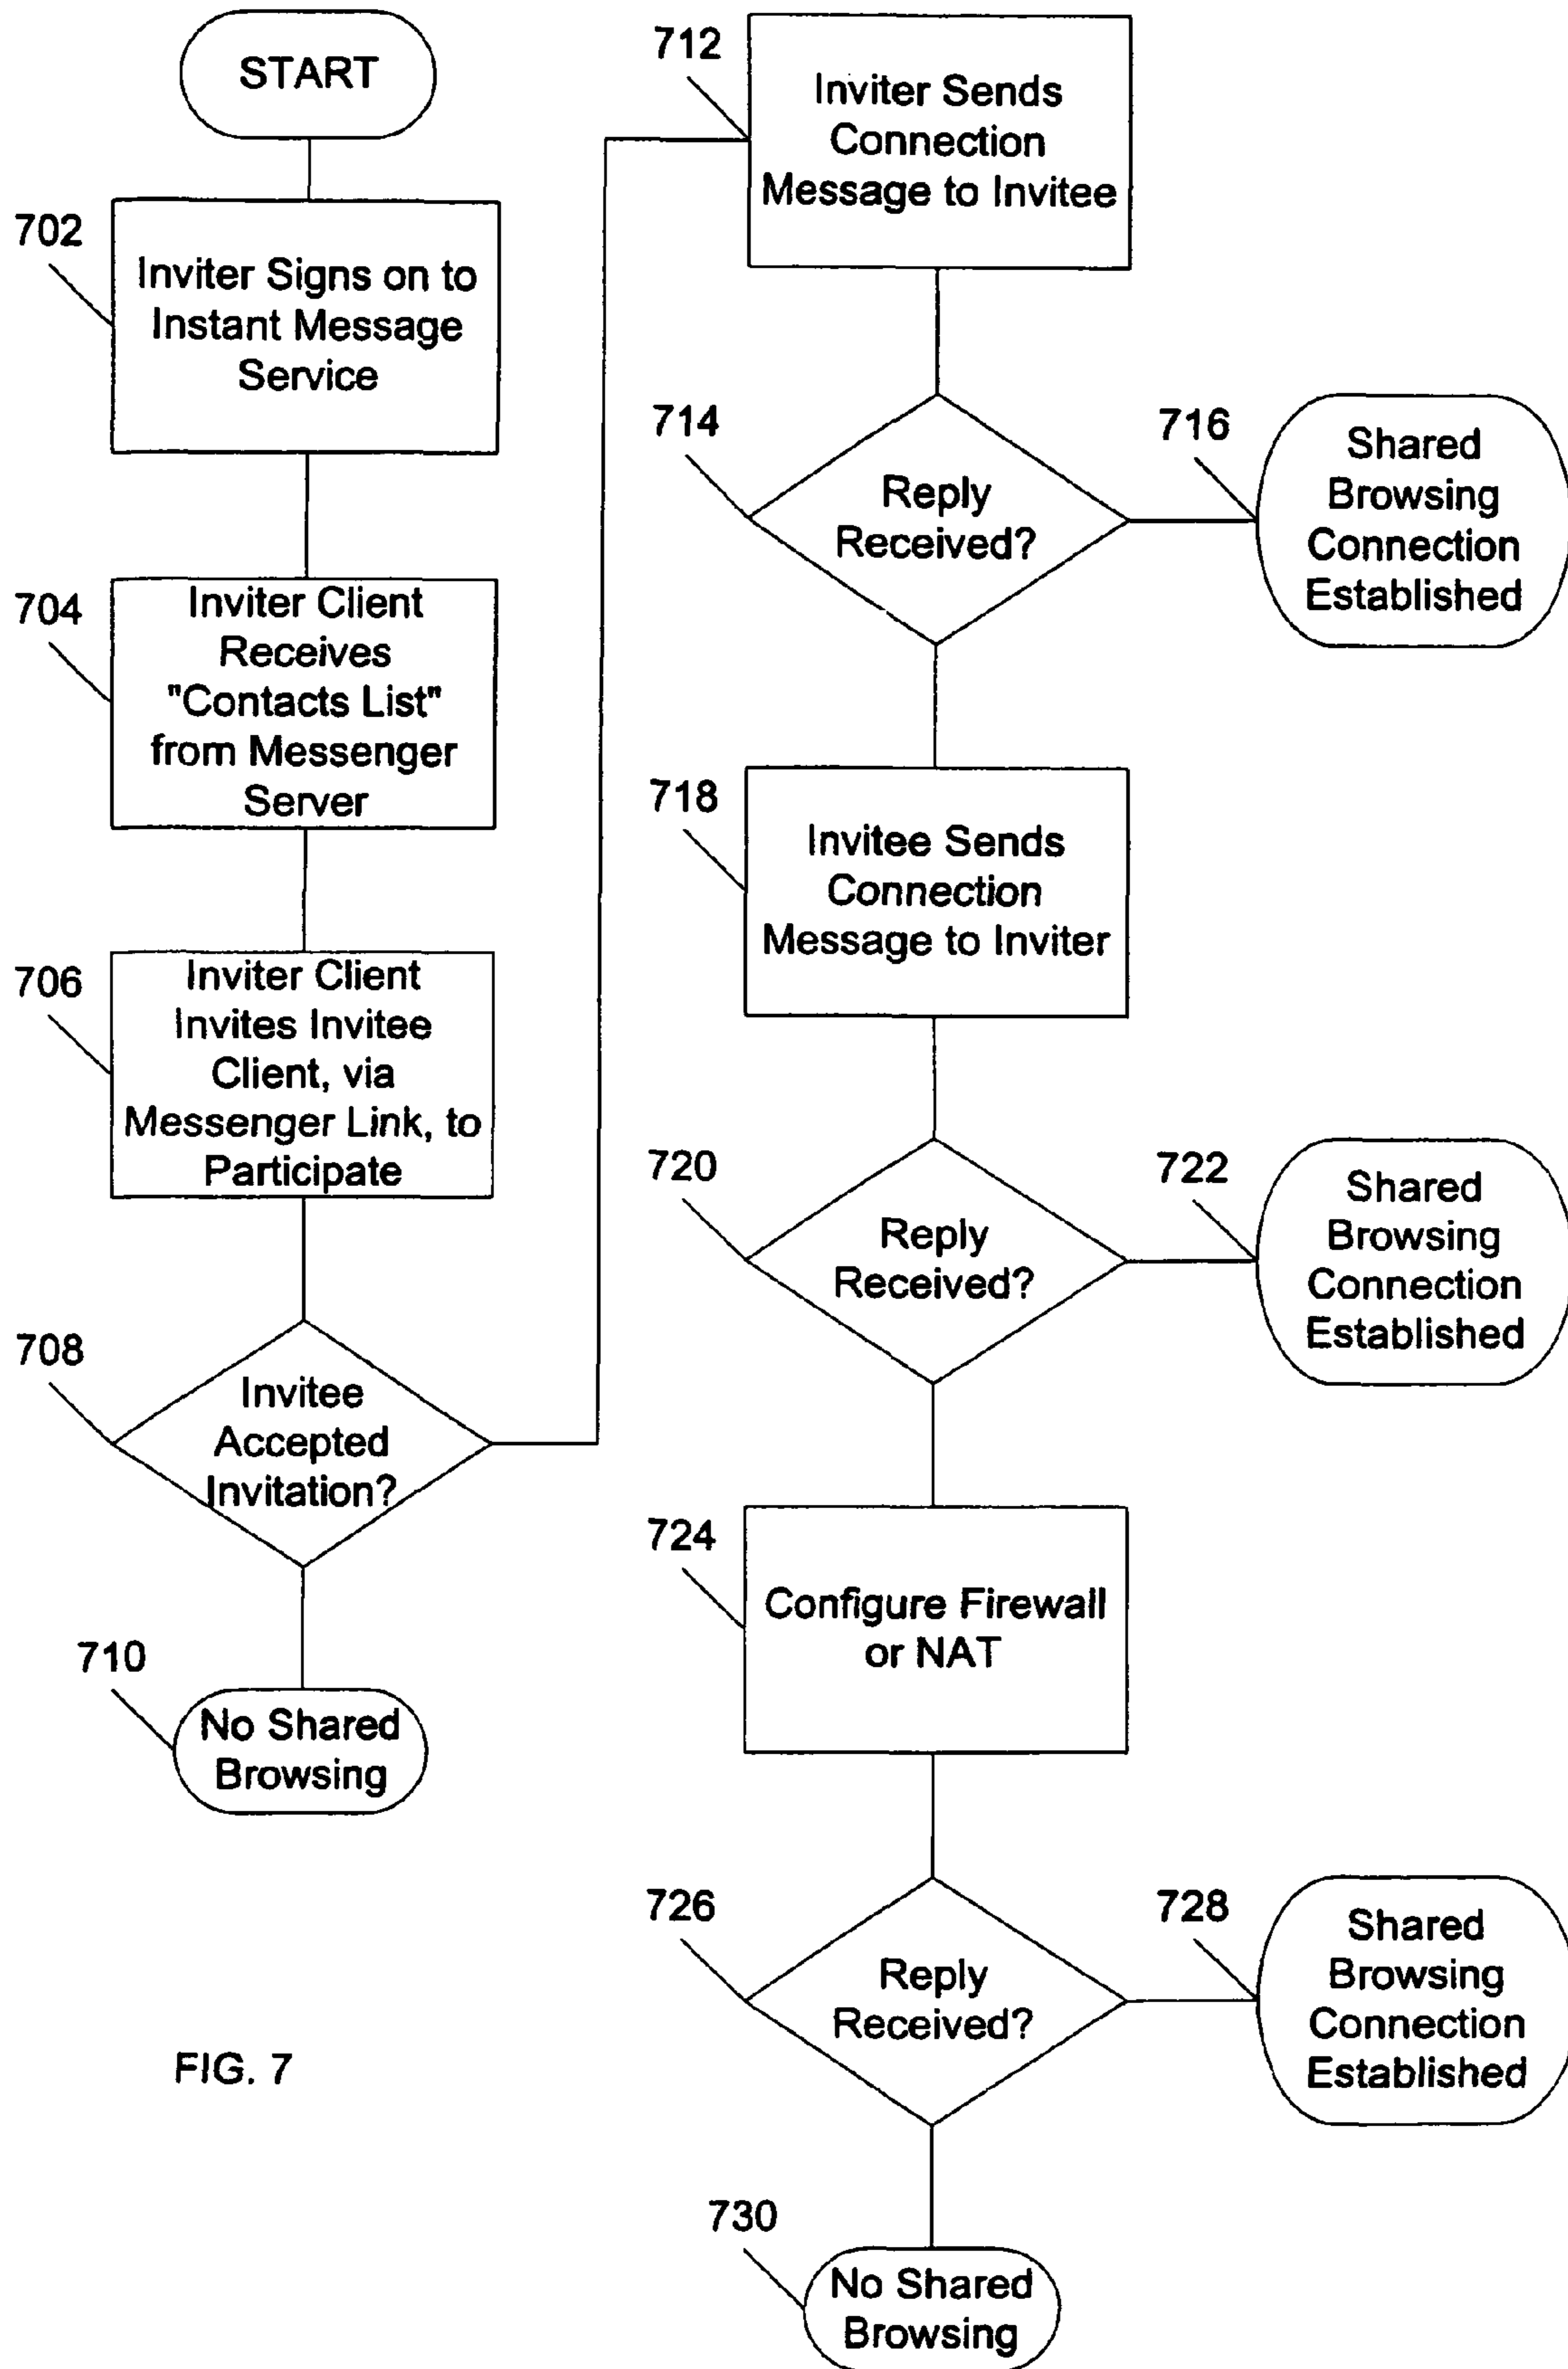 START
702
Inviter Signs on to
Instant Message
Service
704
Inviter Client
Receives
"Contacts List"
from Messenger
Server
706
Inviter Client
Invites Invitee
Client, via
Messenger Link, to
Participate
708
Invitee
Accepted
Invitation?
710
No Shared
Browsing
712
Inviter Sends
Connection
Message to Invitee
714
Reply
Received?
716
Shared
Browsing
Connection
Established
718
Invitee Sends
Connection
Message to Inviter
720
Reply
Received?
722
Shared
Browsing
Connection
Established
724
Configure Firewall
or NAT
726
Reply
Received?
728
Shared
Browsing
Connection
Established
730
No Shared
Browsing
FIG. 7